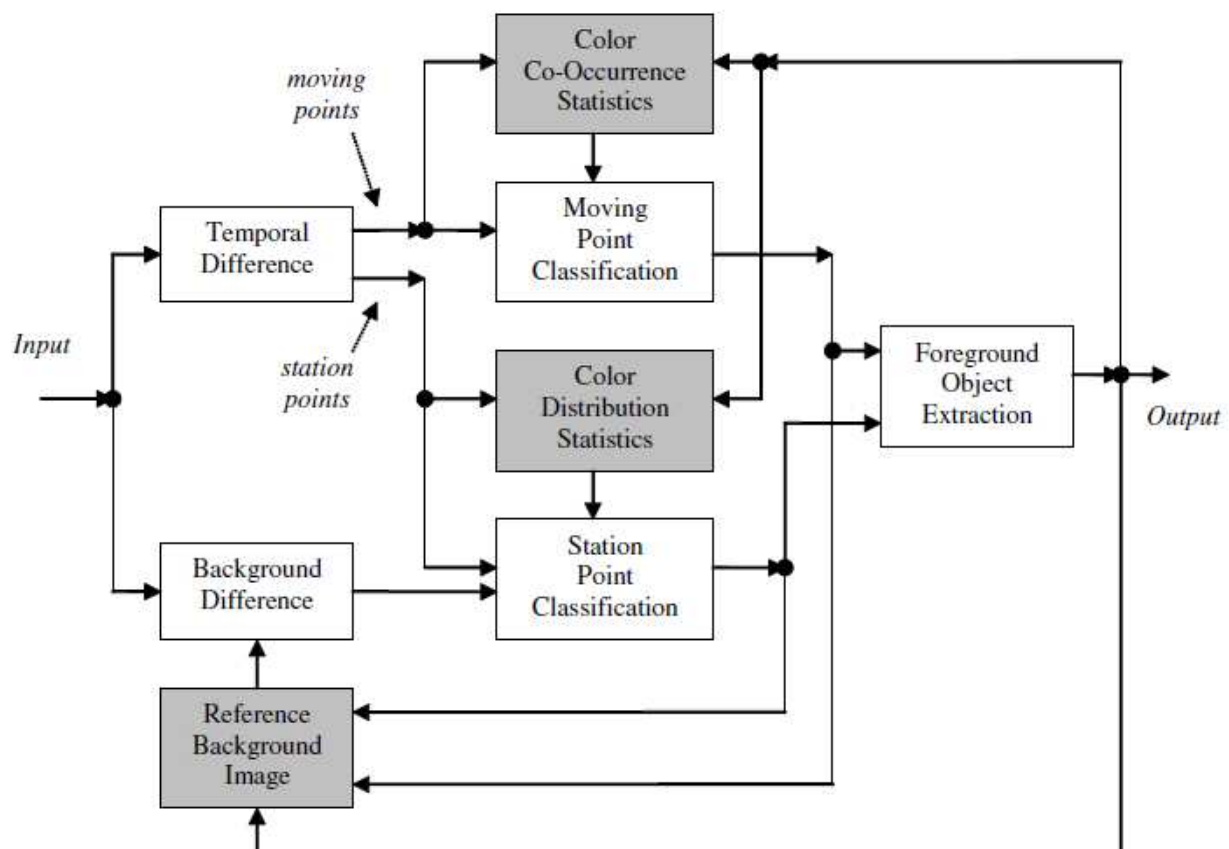 Color
Co-Occurrence
Statistics
moving
points
Temporal
Difference
Moving
Point
Classification
Input
station
points
Color
Distribution
Statistics
Foreground
Object
Extraction
Output
Background
Difference
Station
Point
Classification
Reference
Background
Image